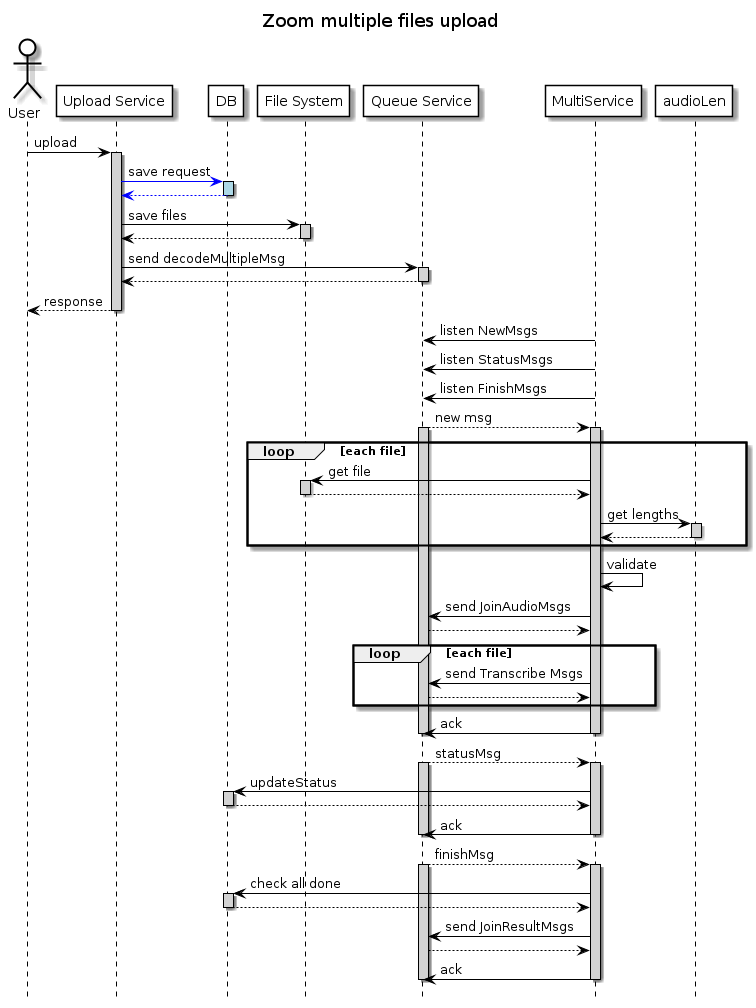 Zoom multiple files upload
User
Upload Service
DB
File System
Queue Service
MultiService
audioLen
upload
save request
save files
send decodeMultipleMsg
response
listen NewMsgs
listen StatusMsgs
listen FinishMsgs
new msg
loop [each file]
get file
get lengths
validate
send JoinAudioMsgs
loop [each file]
send Transcribe Msgs
ack
statusMsg
updateStatus
ack
finishMsg
check all done
send JoinResultMsgs
ack